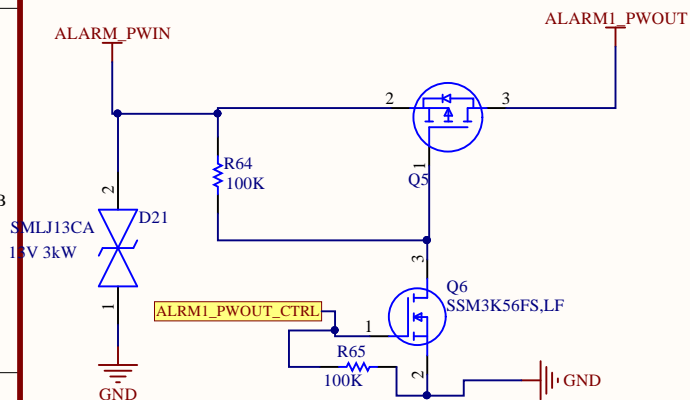 ALARM_PWIN
ALARM1_PWOUT
2
3
1
Q5
R64
100K
B
2
SMLJ13CA
D21
13V 3kW
1
3
Q6
SSM3K56FS,LF
ALRM1_PWOUT_CTRL
1
R65
100K
2
GND
GND